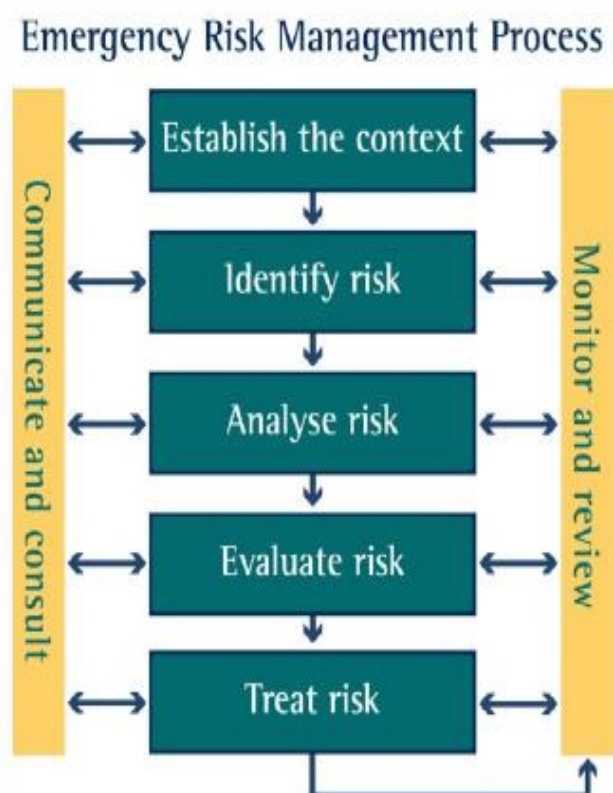 Emergency Risk Management Process
Communicate and consult
Establish the context
Identify risk
Analyse risk
Evaluate risk
Treat risk
Monitor and review